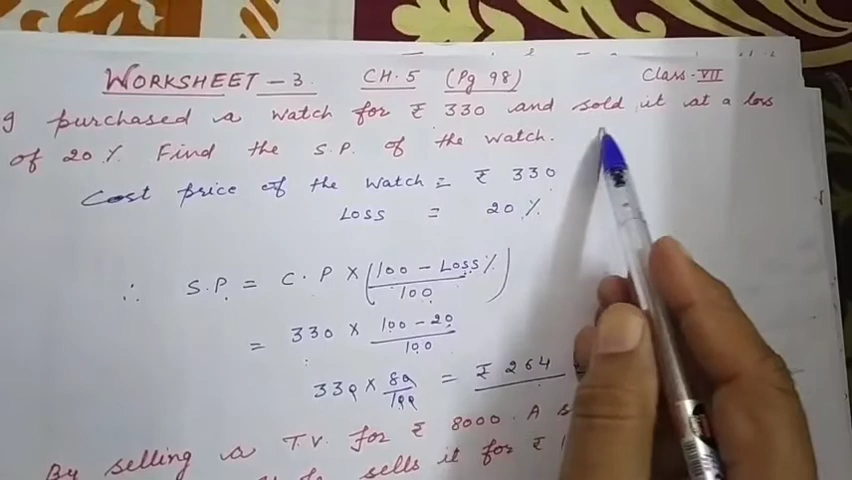 WORKSHEET - 3. CH. 5 (Pg 98) Class - VII
g purchased a watch for ₹ 330 and sold it at a loss
of 20 %. Find the S.P. of the watch.
Cost price of the watch = ₹ 330
Loss = 20 %
∴ S.P. = C.P × (100 - Loss% / 100)
= 330 × 100 - 20 / 100
330 × 80 / 100 = ₹ 264
By selling a T.V. for ₹ 8000. A
sells it for ₹